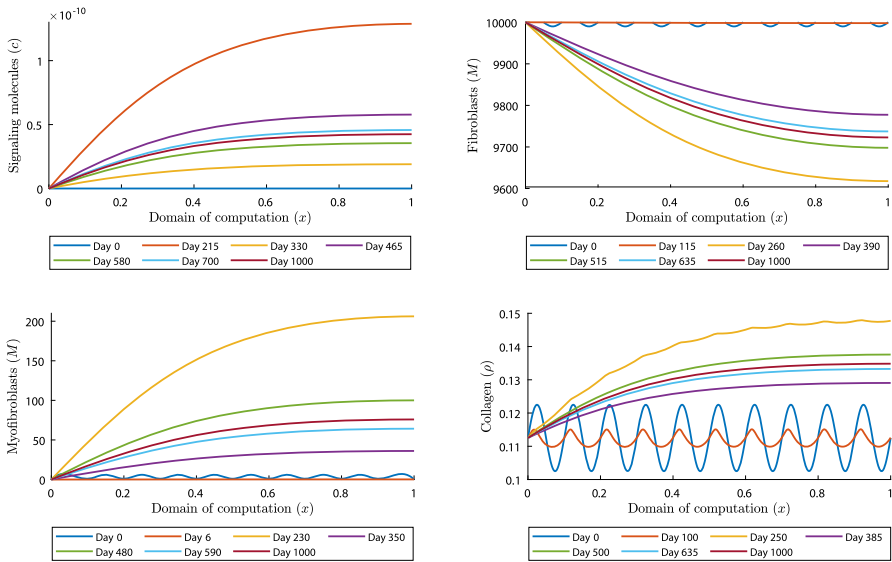 ×10⁻¹⁰
Signaling molecules (c)
1
0.5
0
0 0.2 0.4 0.6 0.8 1
Domain of computation (x)
Day 0 Day 215 Day 330 Day 465
Day 580 Day 700 Day 1000
Fibroblasts (M)
10000
9900
9800
9700
9600
0 0.2 0.4 0.6 0.8 1
Domain of computation (x)
Day 0 Day 115 Day 260 Day 390
Day 515 Day 635 Day 1000
Myofibroblasts (M)
200
150
100
50
0
0 0.2 0.4 0.6 0.8 1
Domain of computation (x)
Day 0 Day 6 Day 230 Day 350
Day 480 Day 590 Day 1000
Collagen (ρ)
0.15
0.14
0.13
0.12
0.11
0.1
0 0.2 0.4 0.6 0.8 1
Domain of computation (x)
Day 0 Day 100 Day 250 Day 385
Day 500 Day 635 Day 1000